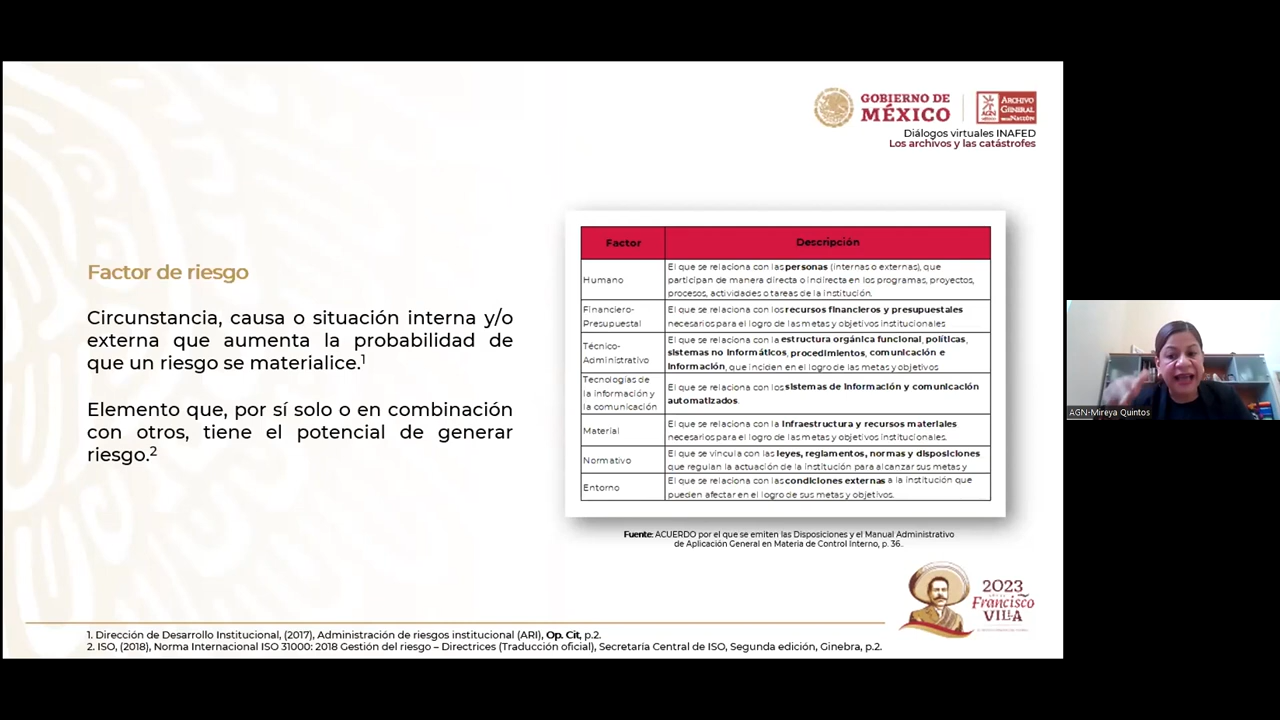 GOBIERNO DE
MÉXICO
AGN
MÉXICO
ARCHIVO
GENERAL
DE LA NACIÓN
Diálogos virtuales INAFED
Los archivos y las catástrofes
Factor de riesgo
Circunstancia, causa o situación interna y/o
externa que aumenta la probabilidad de
que un riesgo se materialice.1
Elemento que, por sí solo o en combinación
con otros, tiene el potencial de generar
riesgo.2
Factor
Descripción
Humano
El que se relaciona con las personas (internas o externas), que
participan de manera directa o indirecta en los programas, proyectos,
procesos, actividades o tareas de la institución.
Financiero-
Presupuestal
El que se relaciona con los recursos financieros y presupuestales
necesarios para el logro de las metas y objetivos institucionales
Técnico-
Administrativo
El que se relaciona con la estructura orgánica funcional, políticas,
sistemas no informáticos, procedimientos, comunicación e
información, que inciden en el logro de las metas y objetivos
Tecnologías de
la información y
la comunicación
El que se relaciona con los sistemas de información y comunicación
automatizados.
Material
El que se relaciona con la infraestructura y recursos materiales
necesarios para el logro de las metas y objetivos institucionales.
Normativo
El que se vincula con las leyes, reglamentos, normas y disposiciones
que regulan la actuación de la institución para alcanzar sus metas y
Entorno
El que se relaciona con las condiciones externas a la institución que
pueden afectar en el logro de sus metas y objetivos.
Fuente: ACUERDO por el que se emiten las Disposiciones y el Manual Administrativo
de Aplicación General en Materia de Control Interno, p. 36.
2023
Francisco
VILLA
1. Dirección de Desarrollo Institucional, (2017), Administración de riesgos institucional (ARI), Op. Cit, p.2.
2. ISO, (2018), Norma Internacional ISO 31000: 2018 Gestión del riesgo – Directrices (Traducción oficial), Secretaría Central de ISO, Segunda edición, Ginebra, p.2.
AGN-Mireya Quintos